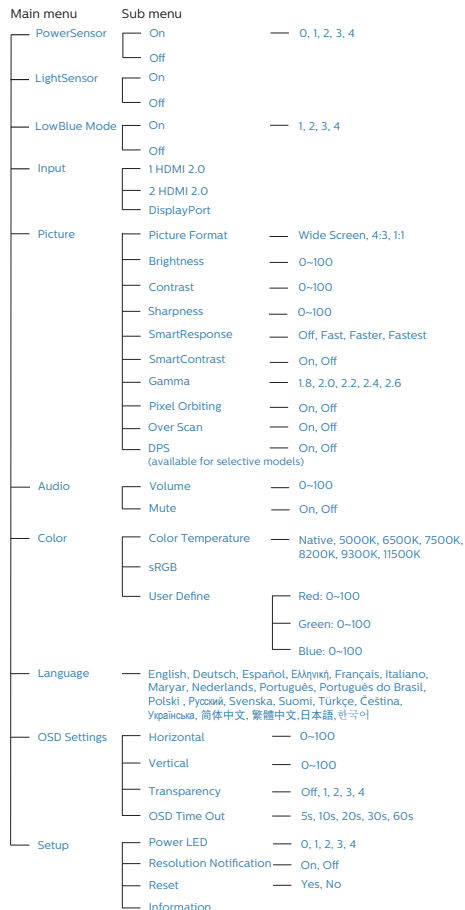 Main menu Sub menu
PowerSensor On 0, 1, 2, 3, 4
Off
LightSensor On
Off
LowBlue Mode On 1, 2, 3, 4
Off
Input 1 HDMI 2.0
2 HDMI 2.0
DisplayPort
Picture Picture Format Wide Screen, 4:3, 1:1
Brightness 0~100
Contrast 0~100
Sharpness 0~100
SmartResponse Off, Fast, Faster, Fastest
SmartContrast On, Off
Gamma 1.8, 2.0, 2.2, 2.4, 2.6
Pixel Orbiting On, Off
Over Scan On, Off
DPS On, Off
(available for selective models)
Audio Volume 0~100
Mute On, Off
Color Color Temperature Native, 5000K, 6500K, 7500K,
8200K, 9300K, 11500K
sRGB
User Define Red: 0~100
Green: 0~100
Blue: 0~100
Language English, Deutsch, Español, Ελληνική, Français, Italiano,
Maryar, Nederlands, Português, Português do Brasil,
Polski , Русский, Svenska, Suomi, Türkçe, Čeština,
Українська, 简体中文, 繁體中文,日本語,한국어
OSD Settings Horizontal 0~100
Vertical 0~100
Transparency Off, 1, 2, 3, 4
OSD Time Out 5s, 10s, 20s, 30s, 60s
Setup Power LED 0, 1, 2, 3, 4
Resolution Notification On, Off
Reset Yes, No
Information